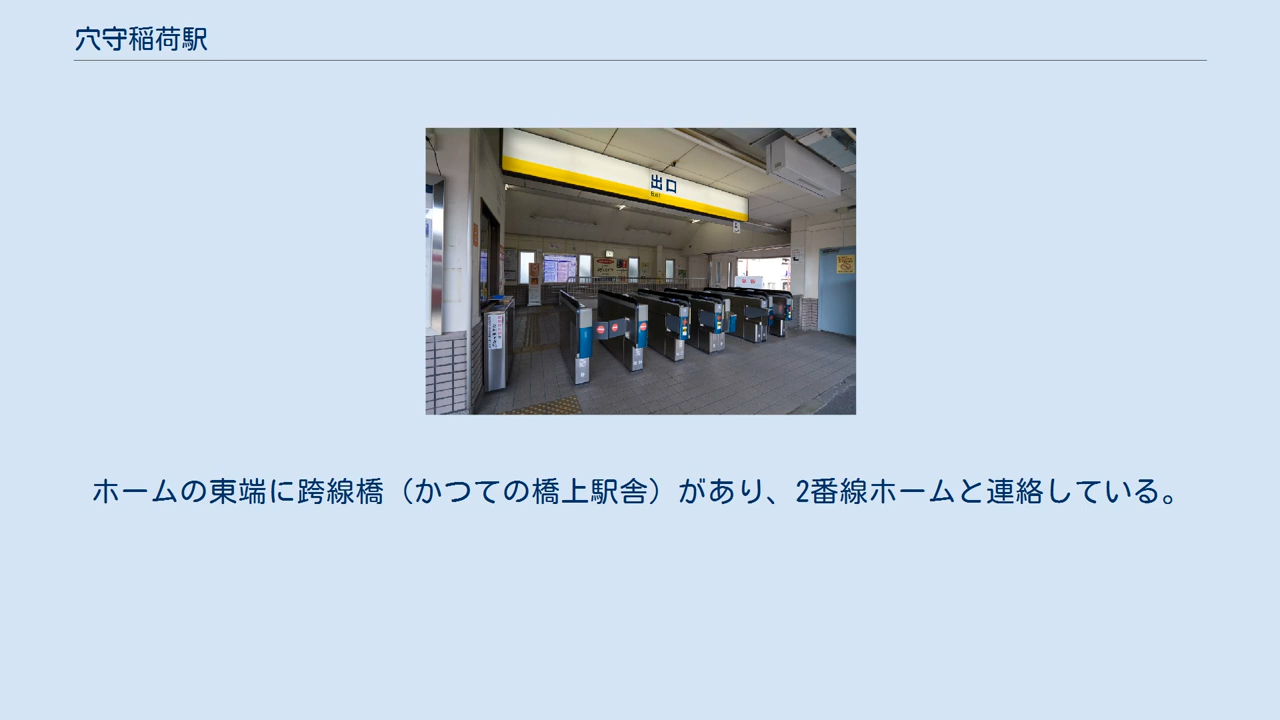 穴守稲荷駅
出口
ホームの東端に跨線橋（かつての橋上駅舎）があり、2番線ホームと連絡している。